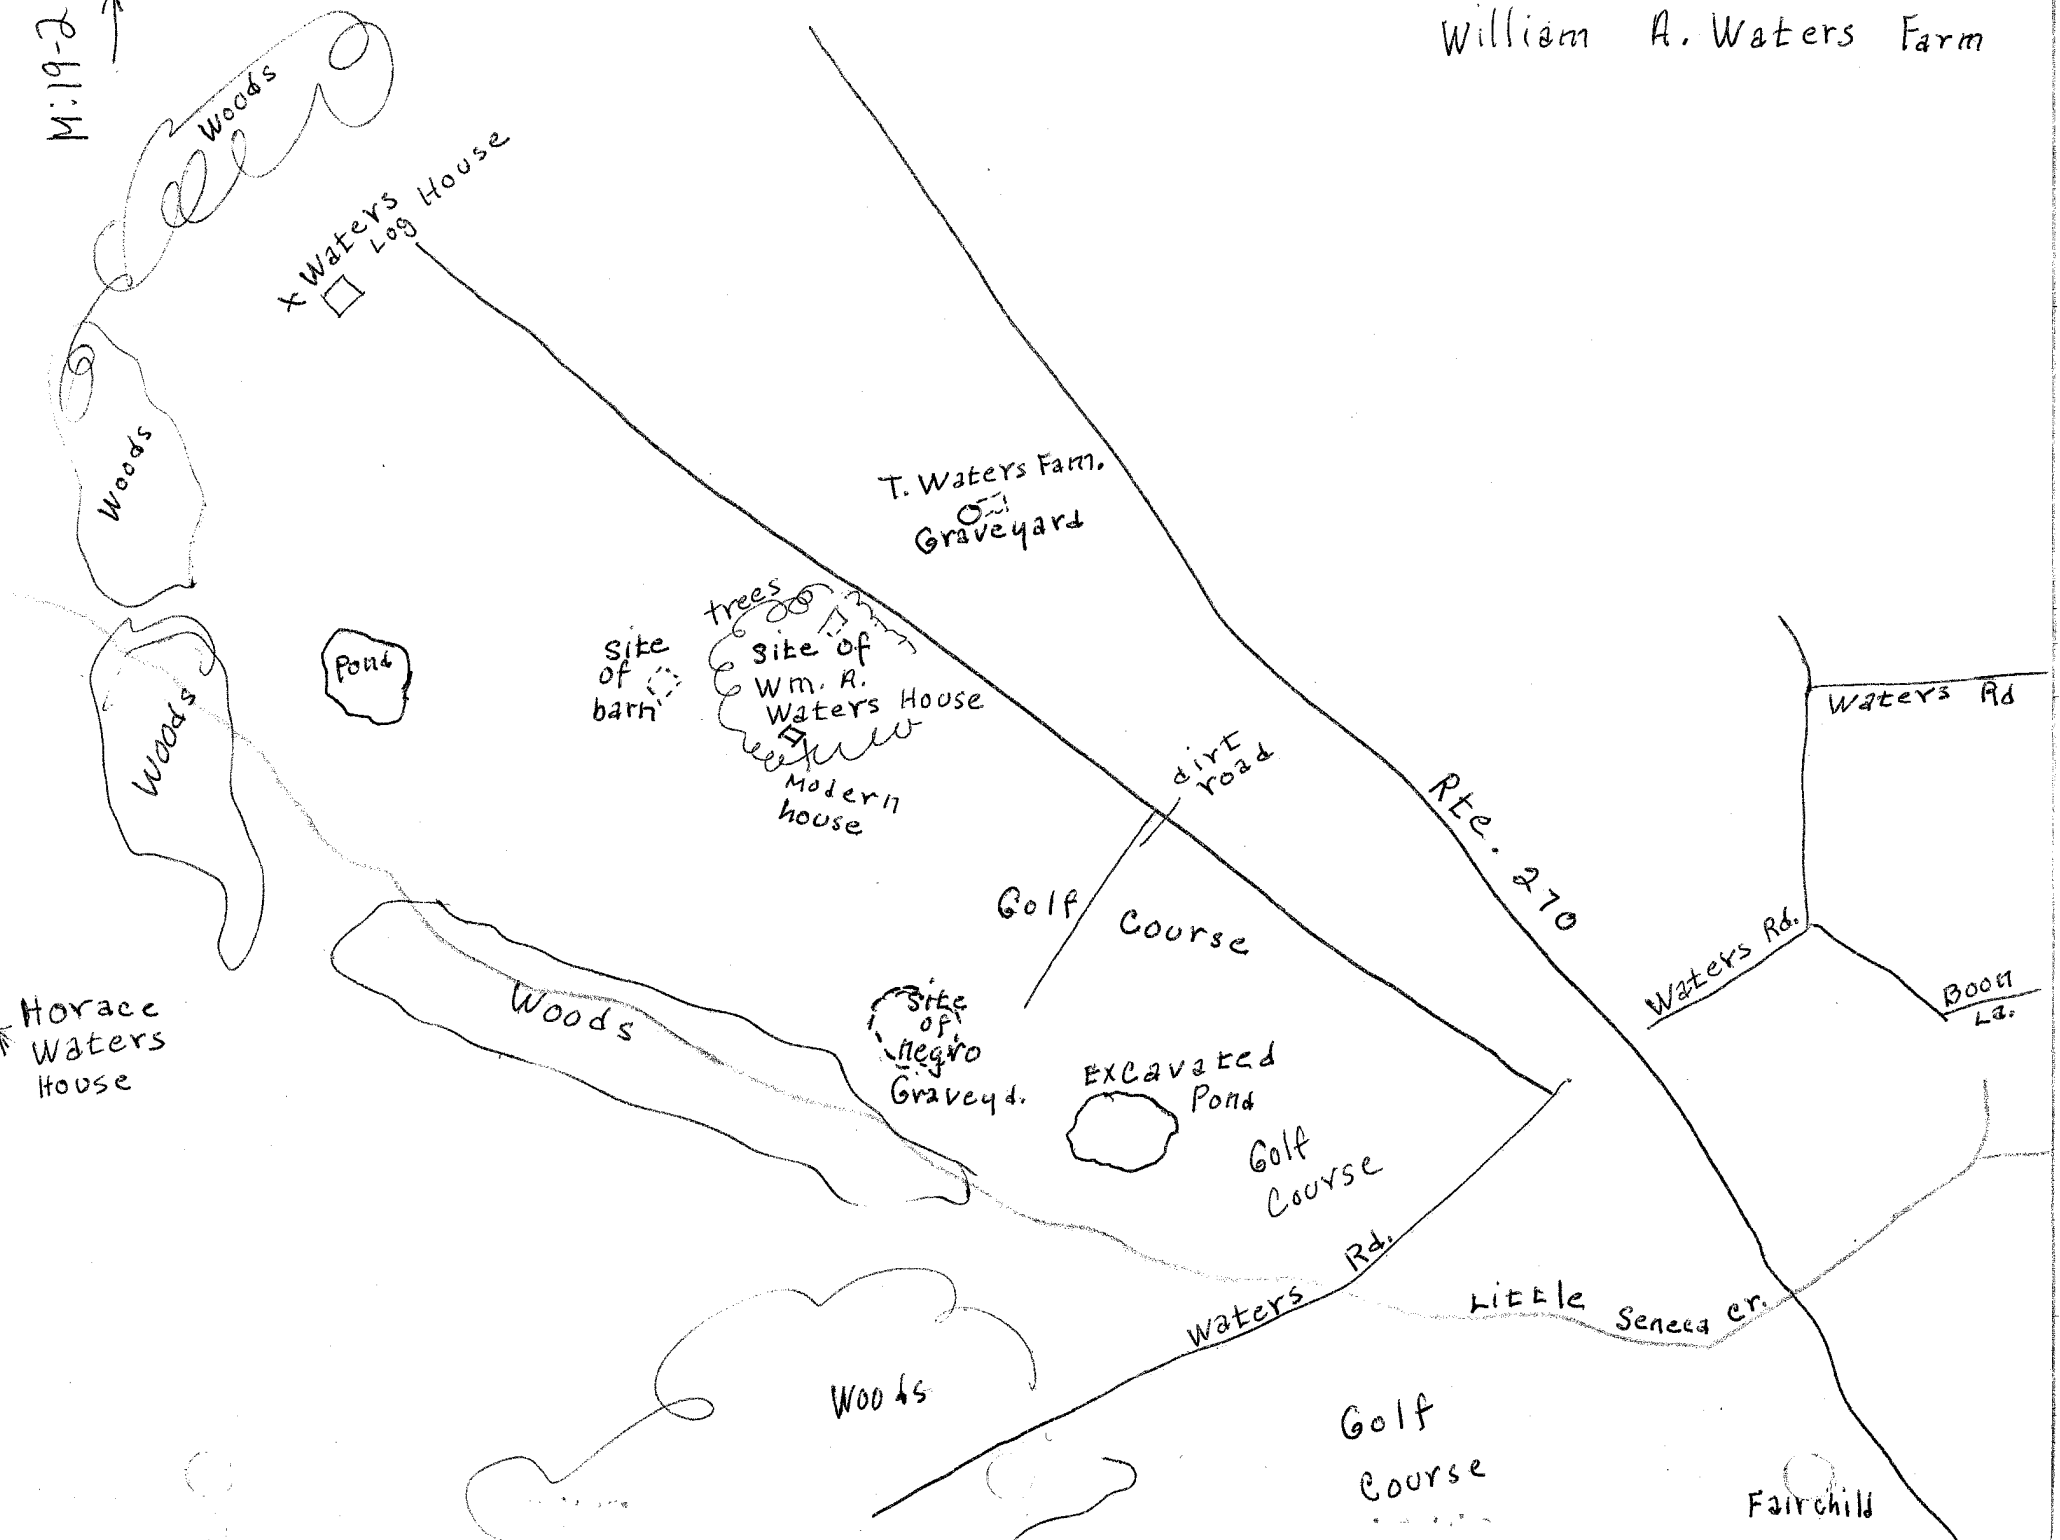 M:19-2
William A. Waters Farm
Woods
X Waters
Log House
Woods
T. Waters Fam.
Graveyard
trees
Site
of
barn
Site of
Wm. A.
Waters House
Modern
house
Pond
Woods
dirt
road
Rte. 270
Waters Rd
Waters Rd.
Boon
La.
Golf Course
Horace
Waters
House
Woods
Site
of
negro
Graveyd.
Excavated
Pond
Golf
Course
Waters Rd.
Little Seneca Cr.
Woods
Golf
Course
Fairchild